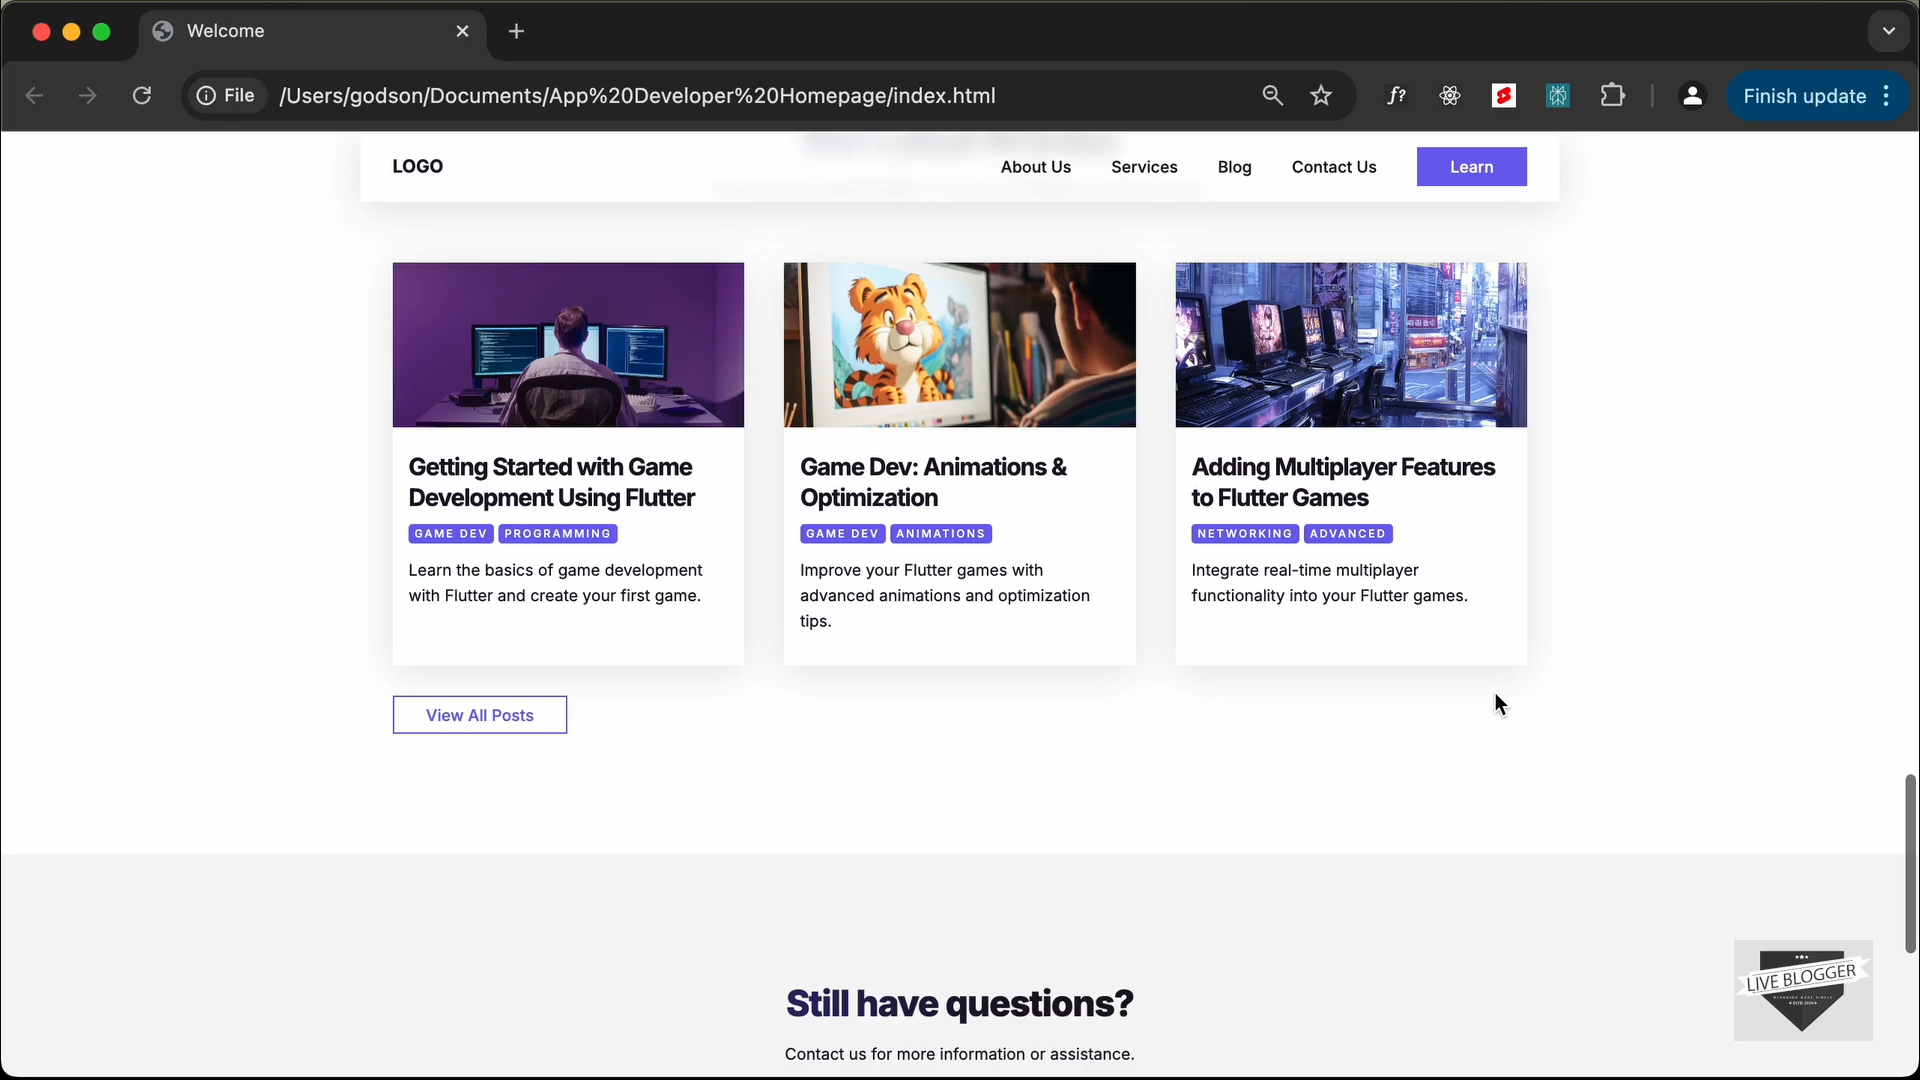 Welcome
File /Users/godson/Documents/App%20Developer%20Homepage/index.html
f?
Finish update
LOGO
About Us
Services
Blog
Contact Us
Learn
Getting Started with Game
Development Using Flutter
GAME DEV PROGRAMMING
Learn the basics of game development
with Flutter and create your first game.
Game Dev: Animations &
Optimization
GAME DEV ANIMATIONS
Improve your Flutter games with
advanced animations and optimization
tips.
Adding Multiplayer Features
to Flutter Games
NETWORKING ADVANCED
Integrate real-time multiplayer
functionality into your Flutter games.
View All Posts
Still have questions?
Contact us for more information or assistance.
LIVE BLOGGER